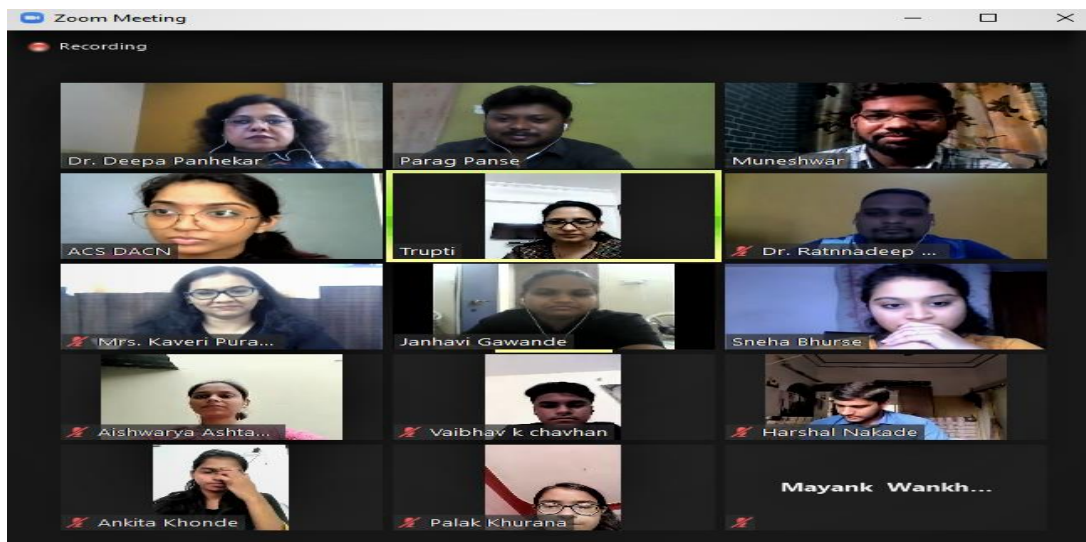 Zoom Meeting
Recording
Dr. Deepa Panhekar
Parag Panse
Muneshwar
ACS DACN
Trupti
Dr. Ratnnadeep ...
Mrs. Kaveri Pura...
Janhavi Gawande
Sneha Bhurse
Aishwarya Ashta...
Vaibhav k chavhan
Harshal Nakade
Ankita Khonde
Palak Khurana
Mayank Wankh...